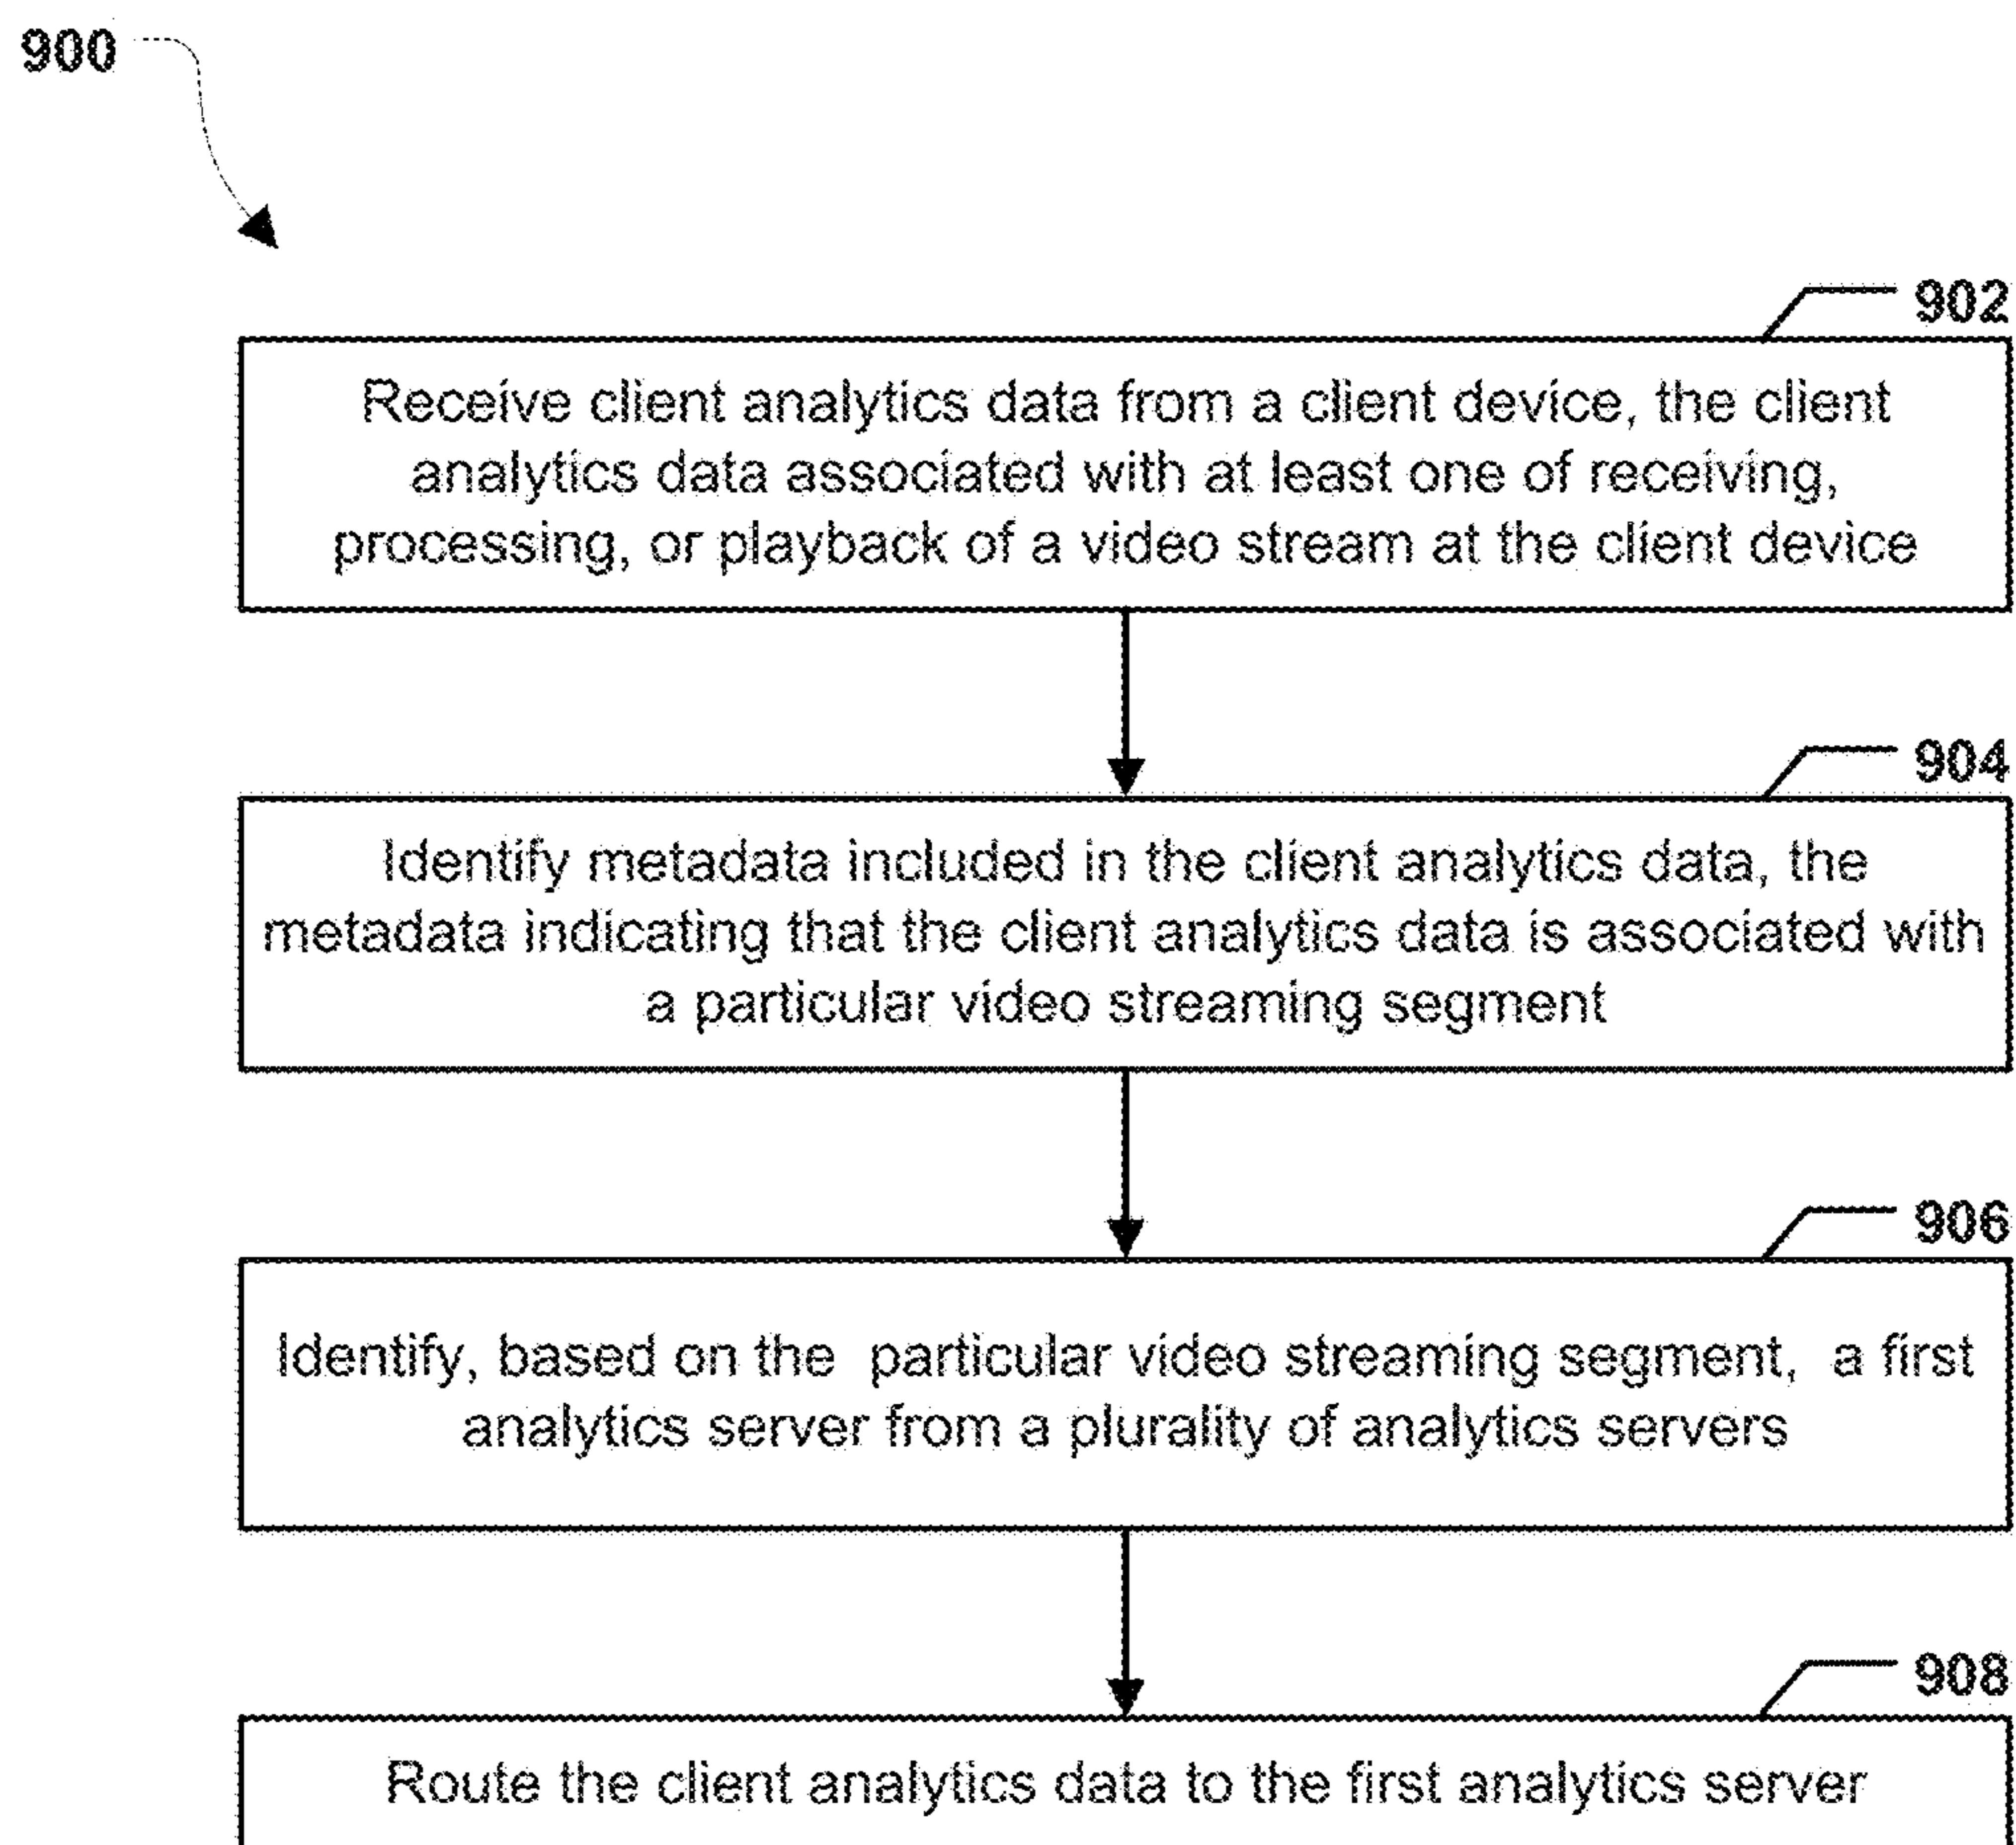 900
902
Receive client analytics data from a client device, the client
analytics data associated with at least one of receiving,
processing, or playback of a video stream at the client device
904
Identify metadata included in the client analytics data, the
metadata indicating that the client analytics data is associated with
a particular video streaming segment
906
Identify, based on the particular video streaming segment, a first
analytics server from a plurality of analytics servers
908
Route the client analytics data to the first analytics server